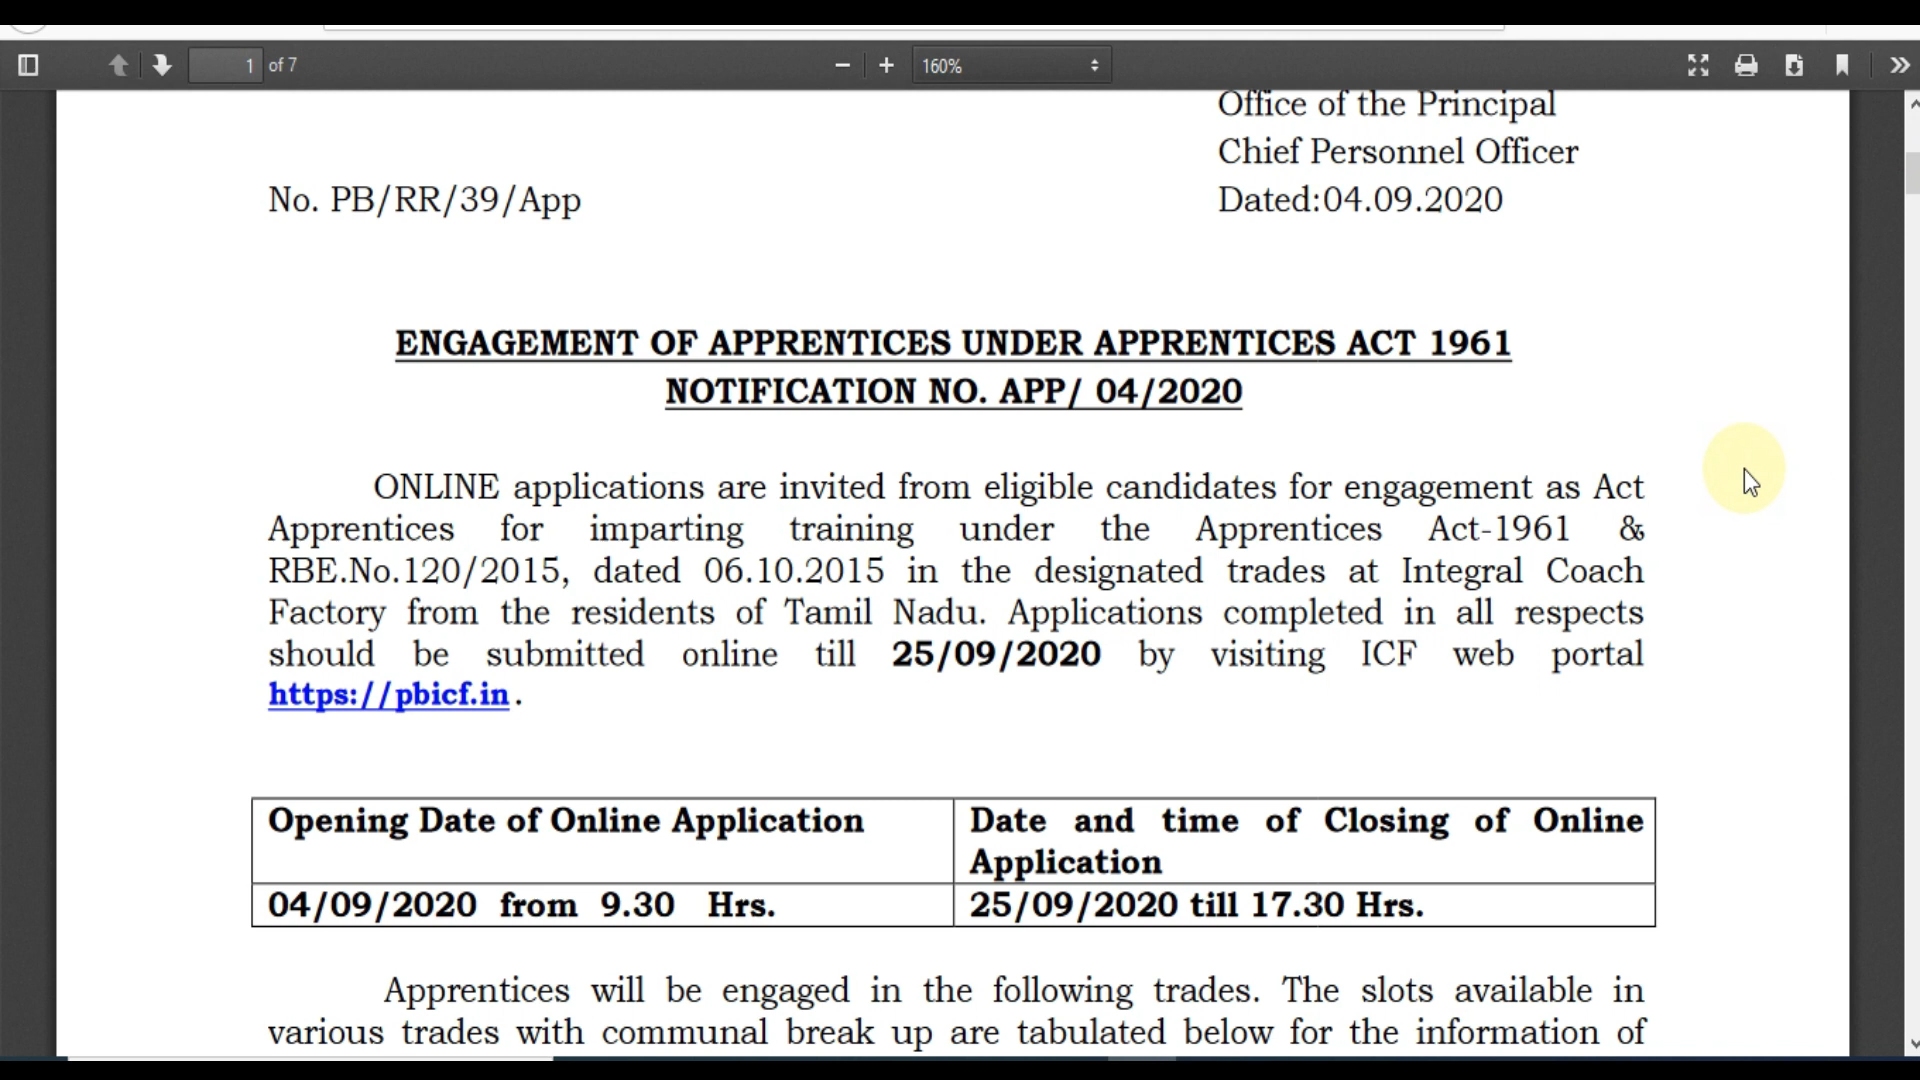 1 of 7
160%
Office of the Principal
Chief Personnel Officer
No. PB/RR/39/App Dated:04.09.2020
ENGAGEMENT OF APPRENTICES UNDER APPRENTICES ACT 1961
NOTIFICATION NO. APP/ 04/2020
ONLINE applications are invited from eligible candidates for engagement as Act
Apprentices for imparting training under the Apprentices Act-1961 &
RBE.No.120/2015, dated 06.10.2015 in the designated trades at Integral Coach
Factory from the residents of Tamil Nadu. Applications completed in all respects
should be submitted online till 25/09/2020 by visiting ICF web portal
https://pbicf.in.
Opening Date of Online Application
Date and time of Closing of Online
Application
04/09/2020 from 9.30 Hrs.
25/09/2020 till 17.30 Hrs.
Apprentices will be engaged in the following trades. The slots available in
various trades with communal break up are tabulated below for the information of